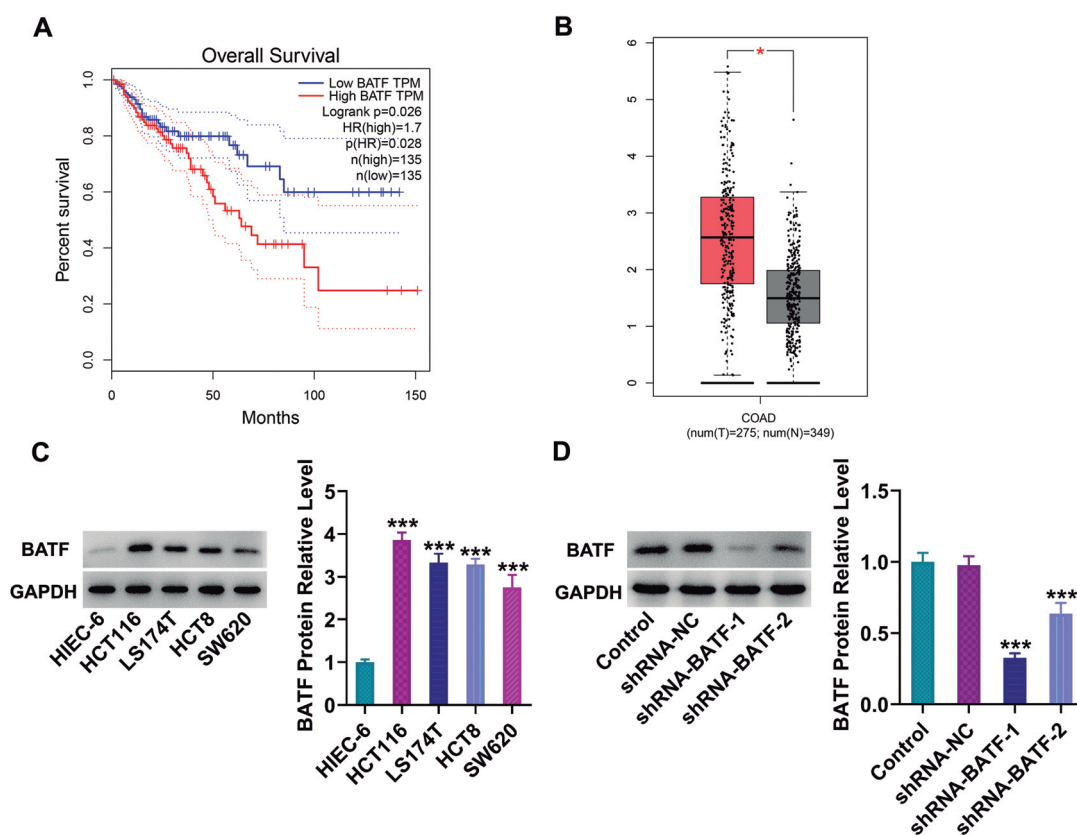 A
Overall Survival
Low BATF TPM
High BATF TPM
Logrank p=0.026
HR(high)=1.7
p(HR)=0.028
n(high)=135
n(low)=135
Percent survival
1.0
0.8
0.6
0.4
0.2
0.0
0
50
100
150
Months
B
6
5
4
3
2
1
0
*
COAD
(num(T)=275; num(N)=349)
C
BATF
GAPDH
HIEC-6
HCT116
LS174T
HCT8
SW620
BATF Protein Relative Level
5
4
3
2
1
0
***
***
***
***
HIEC-6
HCT116
LS174T
HCT8
SW620
D
BATF
GAPDH
Control
shRNA-NC
shRNA-BATF-1
shRNA-BATF-2
BATF Protein Relative Level
1.5
1.0
0.5
0.0
***
***
Control
shRNA-NC
shRNA-BATF-1
shRNA-BATF-2